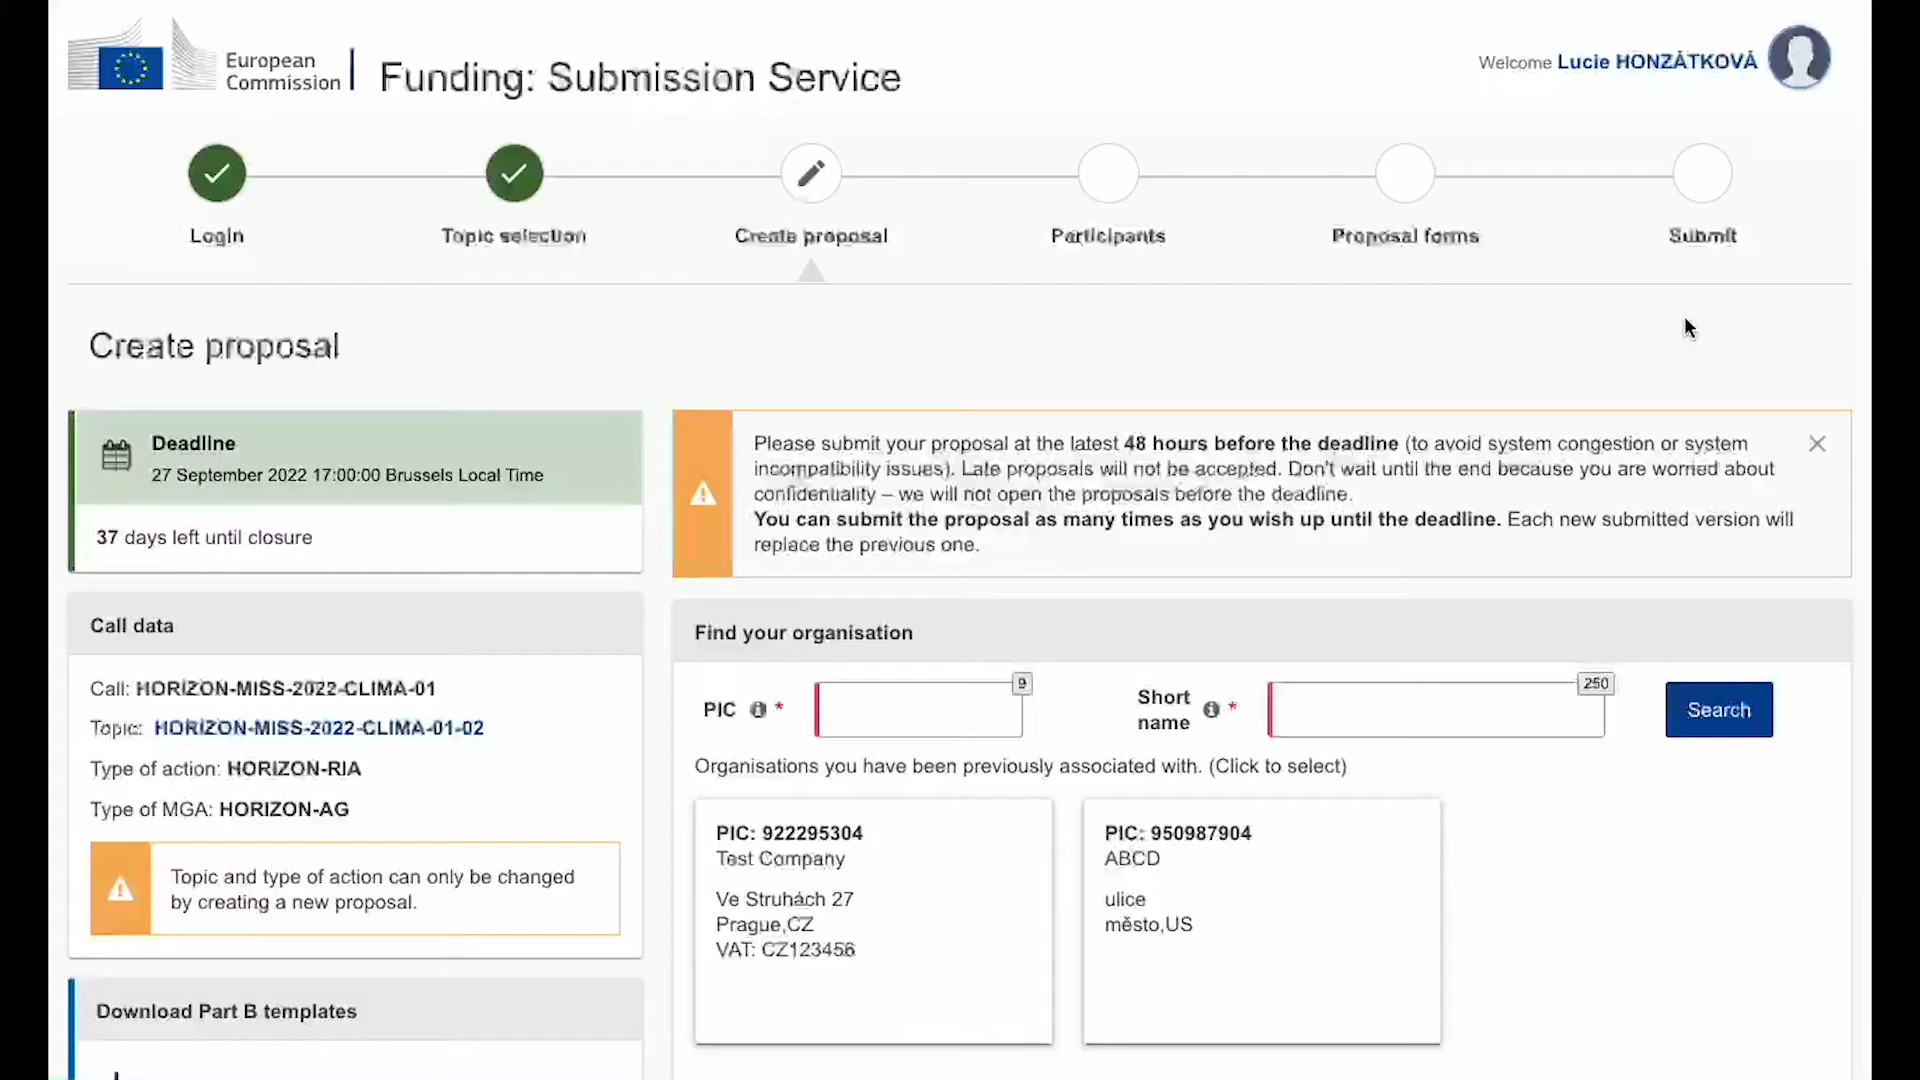 European
Commission
Funding: Submission Service
Welcome Lucie HONZÁTKOVÁ
Login
Topic selection
Create proposal
Participants
Proposal forms
Submit
Create proposal
Deadline
27 September 2022 17:00:00 Brussels Local Time
37 days left until closure
Please submit your proposal at the latest 48 hours before the deadline (to avoid system congestion or system
incompatibility issues). Late proposals will not be accepted. Don't wait until the end because you are worried about
confidentiality – we will not open the proposals before the deadline.
You can submit the proposal as many times as you wish up until the deadline. Each new submitted version will
replace the previous one.
Call data
Call: HORIZON-MISS-2022-CLIMA-01
Topic: HORIZON-MISS-2022-CLIMA-01-02
Type of action: HORIZON-RIA
Type of MGA: HORIZON-AG
Topic and type of action can only be changed
by creating a new proposal.
Download Part B templates
Find your organisation
PIC *
9
Short
name *
250
Search
Organisations you have been previously associated with. (Click to select)
PIC: 922295304
Test Company
Ve Struhách 27
Prague,CZ
VAT: CZ123456
PIC: 950987904
ABCD
ulice
město,US